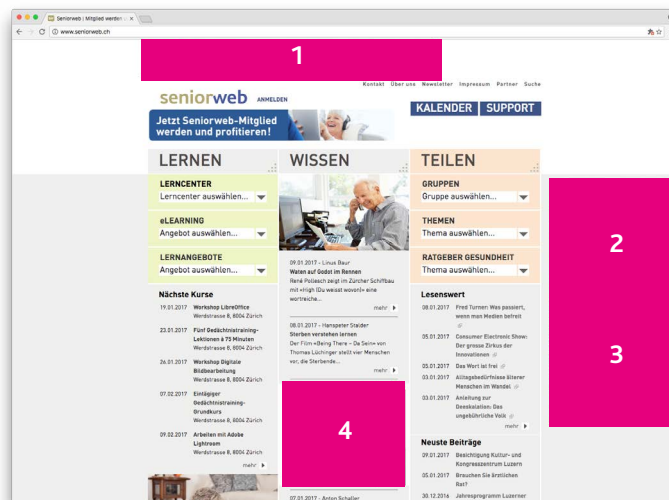 Seniorweb | Mitglied werden
www.seniorweb.ch
1
Kontakt Über uns Newsletter Impressum Partner Suche
seniorweb ANMELDEN
KALENDER SUPPORT
Jetzt Seniorweb-Mitglied
werden und profitieren!
LERNEN
WISSEN
TEILEN
LERNCENTER
Lerncenter auswählen...
eLEARNING
Angebot auswählen...
LERNANGEBOTE
Angebot auswählen...
Nächste Kurse
19.01.2017 Workshop LibreOffice
Werdstrasse 8, 8004 Zürich
23.01.2017 Fünf Gedächtnistraining-
Lektionen à 75 Minuten
Werdstrasse 8, 8004 Zürich
26.01.2017 Workshop Digitale
Bildbearbeitung
Werdstrasse 8, 8004 Zürich
07.02.2017 Eintägiger
Gedächtnistraining-
Grundkurs
Werdstrasse 8, 8004 Zürich
09.02.2017 Arbeiten mit Adobe
Lightroom
Werdstrasse 8, 8004 Zürich
mehr
09.01.2017 - Linus Baur
Waten auf Godot im Rennen
René Pollesch zeigt im Zürcher Schiffbau
mit «High (Du weisst wovon)» eine
wortreiche...
mehr
08.01.2017 - Hanspeter Stalder
Sterben verstehen lernen
Der Film «Being There – Da Sein» von
Thomas Lüchinger stellt vier Menschen
vor, die Sterbende...
mehr
4
07.01.2017 - Anton Schaller
GRUPPEN
Gruppe auswählen...
THEMEN
Thema auswählen...
RATGEBER GESUNDHEIT
Thema auswählen...
Lesenswert
08.01.2017 Fred Turner: Was passiert,
wenn man Medien befreit
05.01.2017 Consumer Electronic Show:
Der grosse Zirkus der
Innovationen
05.01.2017 Das Wort ist frei
03.01.2017 Alltagsbedürfnisse älterer
Menschen im Wandel
03.01.2017 Anleitung zur
Deeskalation: Das
ungebührliche Volk
mehr
Neuste Beiträge
09.01.2017 Besichtigung Kultur- und
Kongresszentrum Luzern
05.01.2017 Brauchen Sie ärztlichen
Rat?
30.12.2016 Jahresprogramm Luzerner
2
3